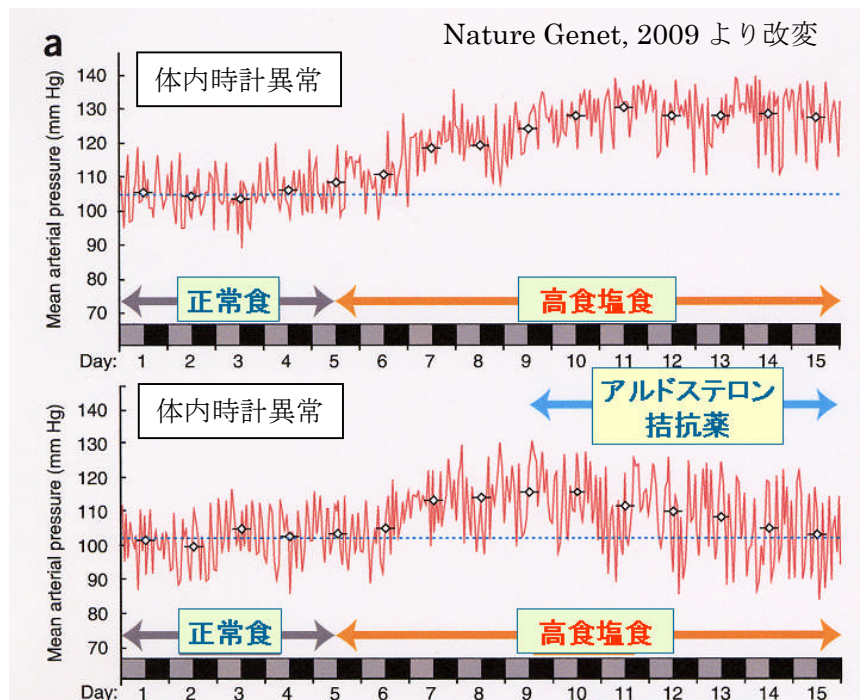 Nature Genet, 2009 より改変
a
体内時計異常
Mean arterial pressure (mm Hg)
140
130
120
110
100
90
80
70
正常食
高食塩食
Day: 1 2 3 4 5 6 7 8 9 10 11 12 13 14 15
アルドステロン
拮抗薬
体内時計異常
Mean arterial pressure (mm Hg)
140
130
120
110
100
90
80
70
正常食
高食塩食
Day: 1 2 3 4 5 6 7 8 9 10 11 12 13 14 15